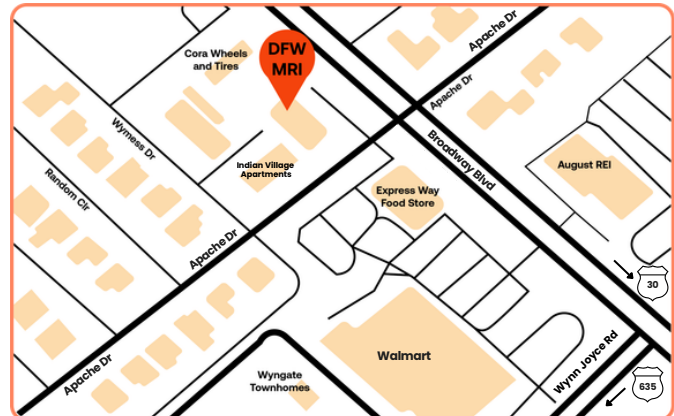 Apache Dr
DFW
MRI
Cora Wheels
and Tires
Apache Dr
Wymess Dr
Broadway Blvd
Indian Village
Apartments
August REI
Random Cir
Express Way
Food Store
Apache Dr
30
Walmart
Wynn Joyce Rd
Apache Dr
Wyngate
Townhomes
635